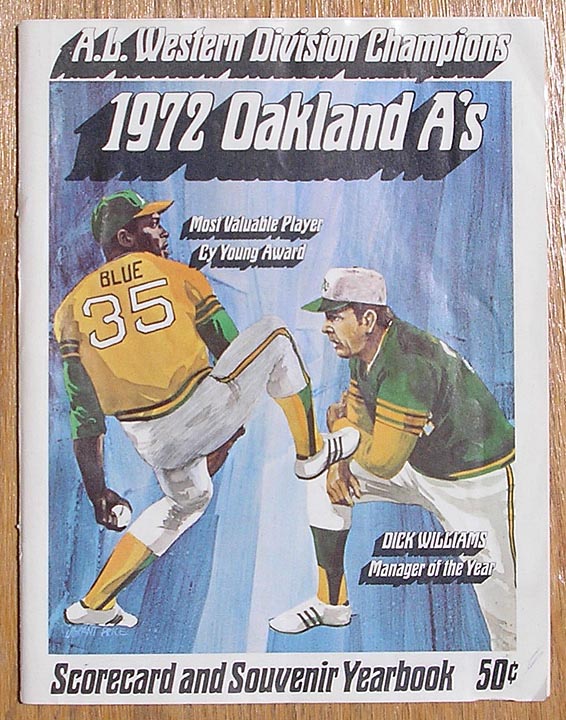 A.L. Western Division Champions
1972 Oakland A's
Most Valuable Player
Cy Young Award
BLUE
35
DICK WILLIAMS
Manager of the Year
Scorecard and Souvenir Yearbook 50¢